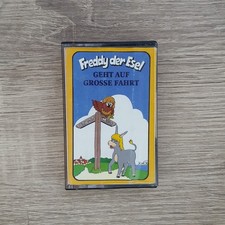 Freddy der Esel
GEHT AUF
GROSSE FAHRT